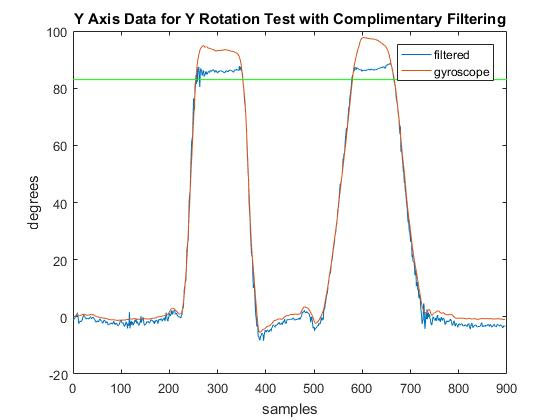 Y Axis Data for Y Rotation Test with Complimentary Filtering
100
filtered
gyroscope
80
60
degrees
40
20
0
-20
0 100 200 300 400 500 600 700 800 900
samples